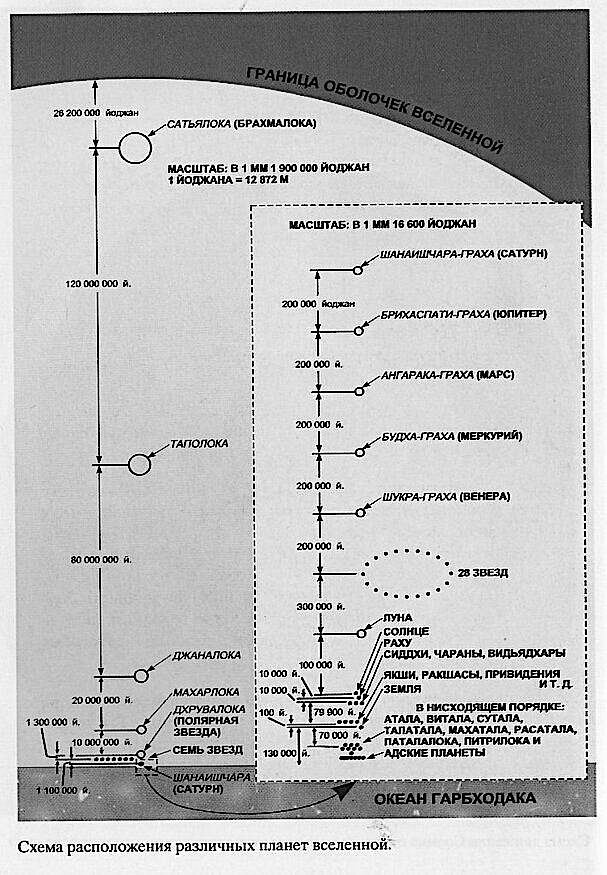 ГРАНИЦА ОБОЛОЧЕК ВСЕЛЕННОЙ
26 200 000 йоджан
САТЬЯЛОКА (БРАХМАЛОКА)
МАСШТАБ: В 1 ММ 1 900 000 ЙОДЖАН
1 ЙОДЖАНА = 12 872 М
120 000 000 й.
ТАПОЛОКА
80 000 000 й.
ДЖАНАЛОКА
20 000 000 й.
МАХАРЛОКА
ДХРУВАЛОКА
(ПОЛЯРНАЯ
ЗВЕЗДА)
1 300 000 й.
10 000 000 й.
СЕМЬ ЗВЕЗД
1 100 000 й.
ШАНАИШЧАРА
(САТУРН)
МАСШТАБ: В 1 ММ 16 600 ЙОДЖАН
ШАНАИШЧАРА-ГРАХА (САТУРН)
200 000 йоджан
БРИХАСПАТИ-ГРАХА (ЮПИТЕР)
200 000 й.
АНГАРАКА-ГРАХА (МАРС)
200 000 й.
БУДХА-ГРАХА (МЕРКУРИЙ)
200 000 й.
ШУКРА-ГРАХА (ВЕНЕРА)
200 000 й.
28 ЗВЕЗД
300 000 й.
ЛУНА
СОЛНЦЕ
РАХУ
СИДДХИ, ЧАРАНЫ, ВИДЬЯДХАРЫ
100 000 й.
10 000 й.
ЯКШИ, РАКШАСЫ, ПРИВИДЕНИЯ
И Т. Д.
10 000 й.
ЗЕМЛЯ
100 й.
79 900 й.
В НИСХОДЯЩЕМ ПОРЯДКЕ:
АТАЛА, ВИТАЛА, СУТАЛА,
ТАЛАТАЛА, МАХАТАЛА, РАСАТАЛА,
ПАТАЛАЛОКА, ПИТРИЛОКА И
АДСКИЕ ПЛАНЕТЫ
70 000 й.
130 000 й.
ОКЕАН ГАРБХОДАКА
Схема расположения различных планет вселенной.